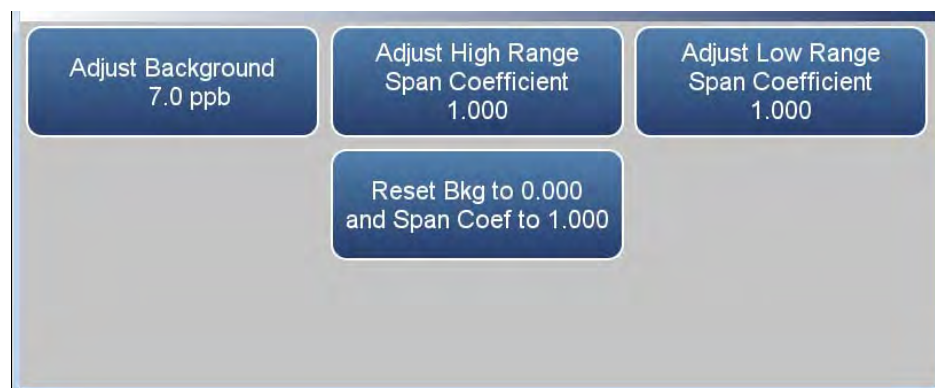 Adjust Background
7.0 ppb
Adjust High Range
Span Coefficient
1.000
Adjust Low Range
Span Coefficient
1.000
Reset Bkg to 0.000
and Span Coef to 1.000